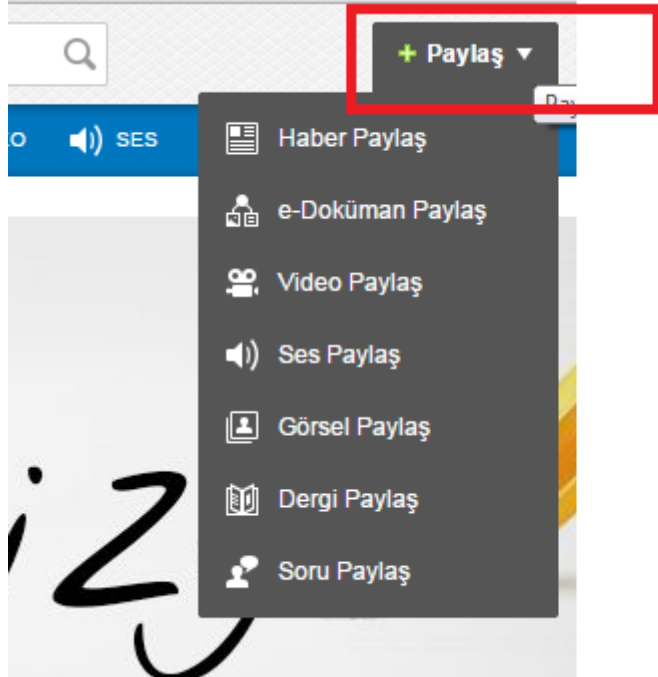 + Paylaş
SES
Haber Paylaş
e-Doküman Paylaş
Video Paylaş
Ses Paylaş
Görsel Paylaş
Dergi Paylaş
Soru Paylaş